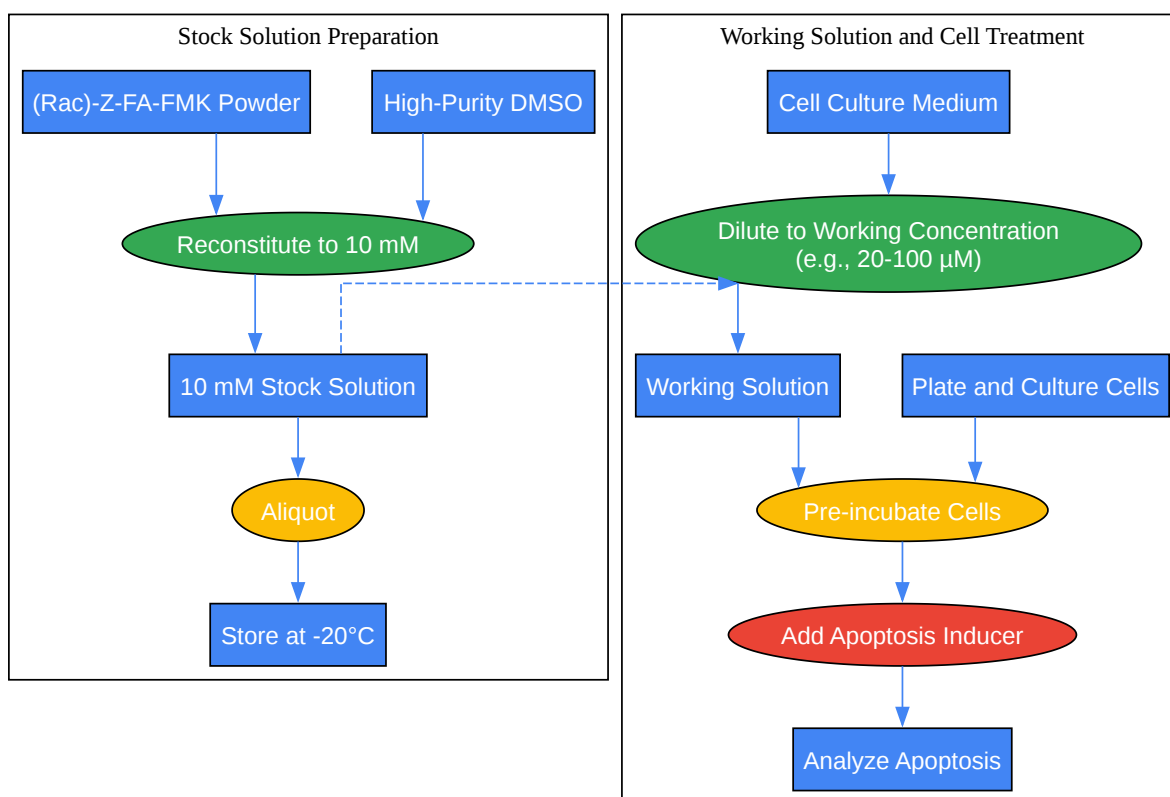 Stock Solution Preparation
(Rac)-Z-FA-FMK Powder
High-Purity DMSO
Reconstitute to 10 mM
10 mM Stock Solution
Aliquot
Store at -20°C
Working Solution and Cell Treatment
Cell Culture Medium
Dilute to Working Concentration
(e.g., 20-100 µM)
Working Solution
Plate and Culture Cells
Pre-incubate Cells
Add Apoptosis Inducer
Analyze Apoptosis